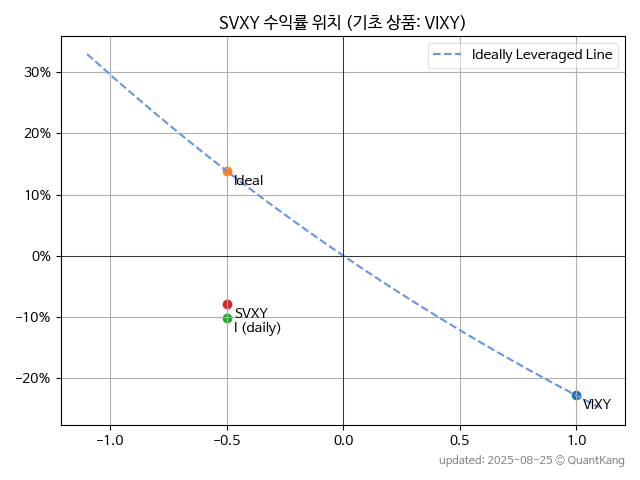 SVXY 수익률 위치 (기초 상품: VIXY)
Ideally Leveraged Line
30%
20%
10%
0%
−10%
−20%
Ideal
SVXY
I (daily)
VIXY
−1.0
−0.5
0.0
0.5
1.0
updated: 2025-08-25 © QuantKang